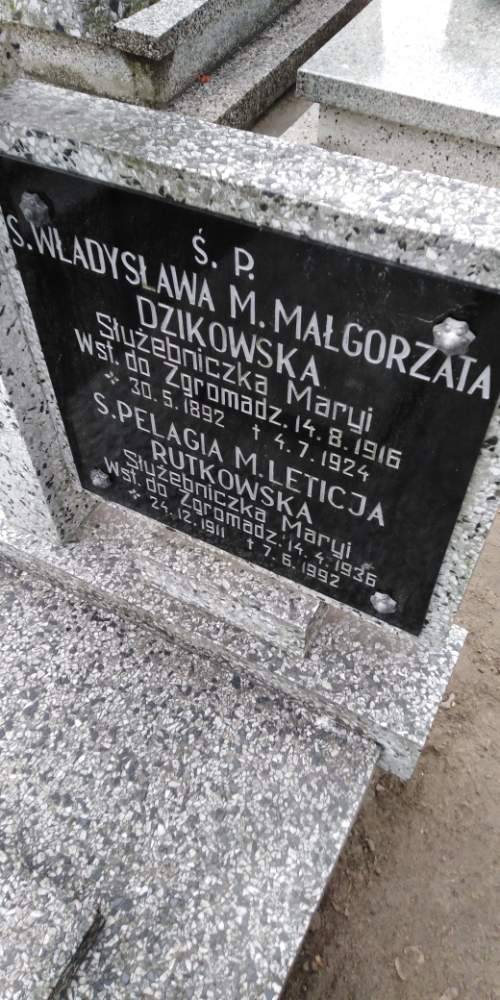 Ś. P.
S. WŁADYSŁAWA M. MAŁGORZATA
DZIKOWSKA
Służebniczka Maryi
Wst. do Zgromadz. 14. 8. 1916
* 30. 5. 1892 † 4. 7. 1924
S. PELAGIA M. LETICJA
RUTKOWSKA
Służebniczka Maryi
Wst. do Zgromadz. 14. 4. 1936
* 24. 12. 1911 † 7. 6. 1992